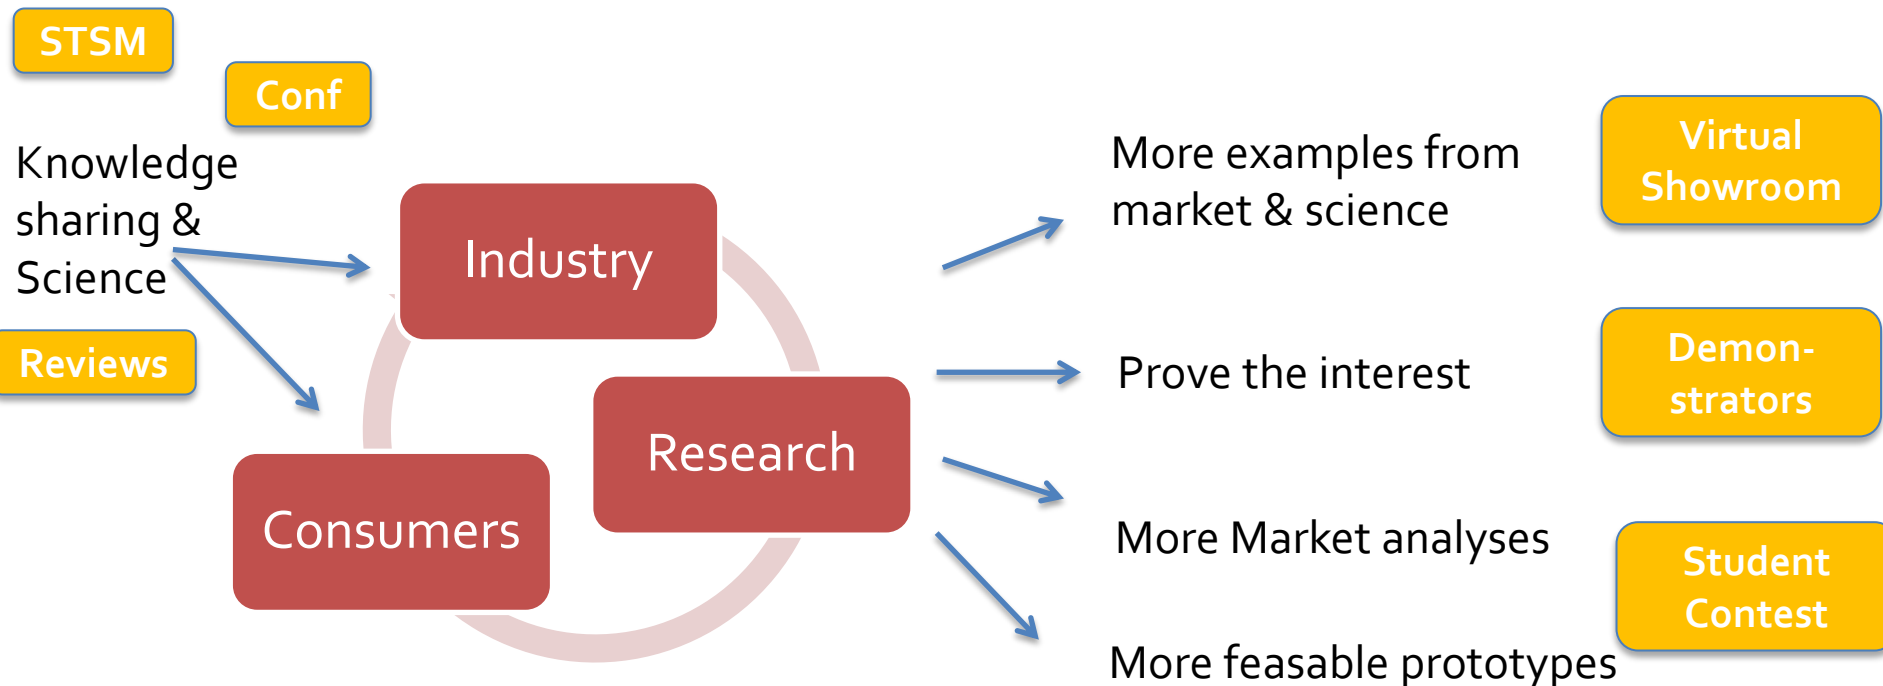 STSM
Conf
Knowledge
sharing &
Science
Reviews
Industry
Research
Consumers
More examples from
market & science
Prove the interest
More Market analyses
More feasable prototypes
Virtual
Showroom
Demon-
strators
Student
Contest